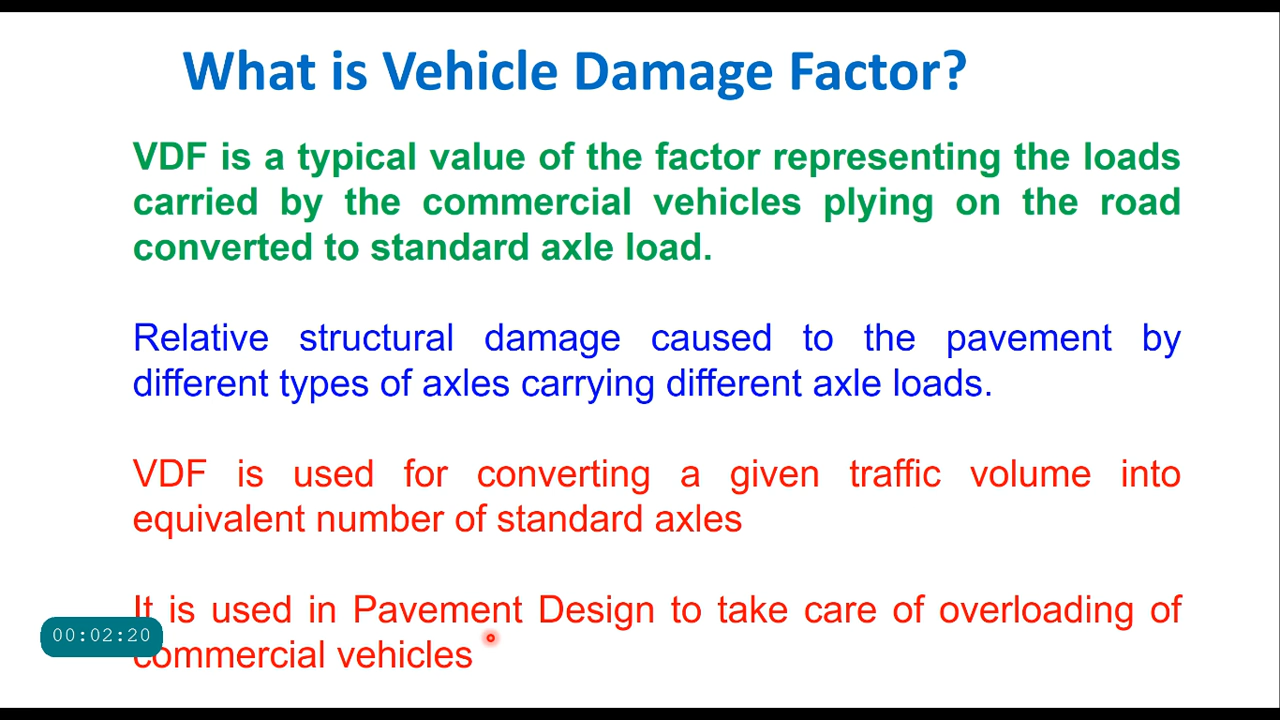 What is Vehicle Damage Factor?
VDF is a typical value of the factor representing the loads
carried by the commercial vehicles plying on the road
converted to standard axle load.
Relative structural damage caused to the pavement by
different types of axles carrying different axle loads.
VDF is used for converting a given traffic volume into
equivalent number of standard axles
It is used in Pavement Design to take care of overloading of
00:02:20
commercial vehicles